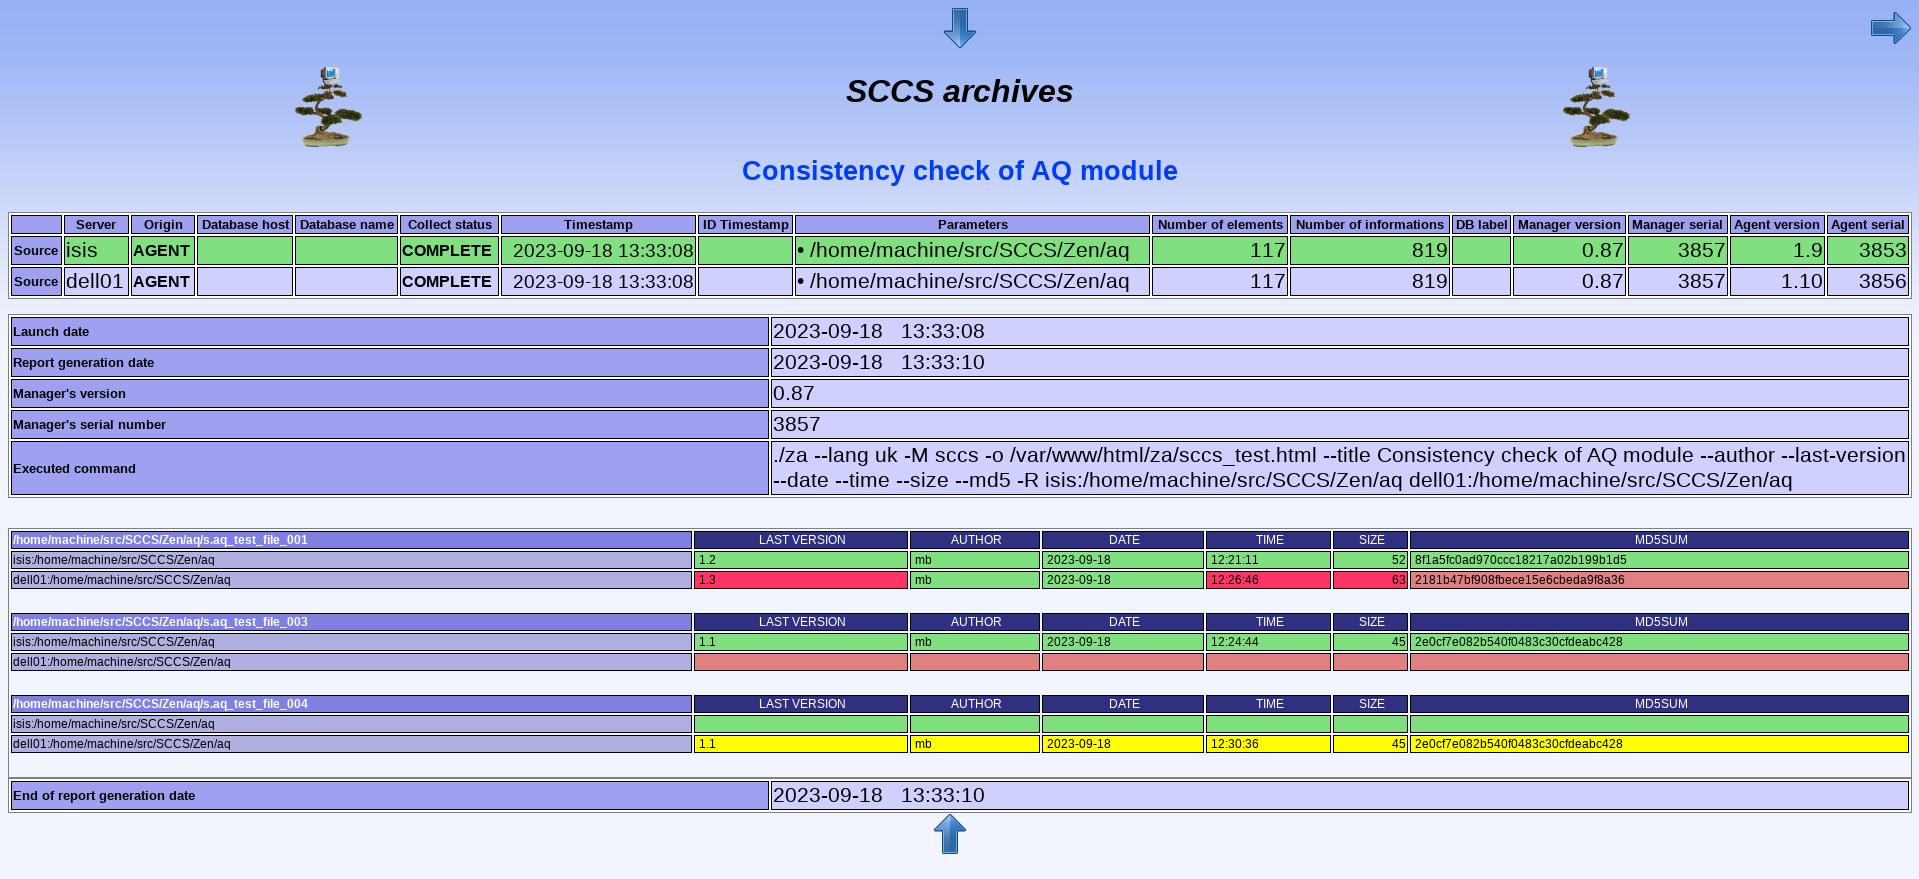 SCCS archives
Consistency check of AQ module
Server Origin Database host Database name Collect status Timestamp ID Timestamp Parameters Number of elements Number of informations DB label Manager version Manager serial Agent version Agent serial
Source isis AGENT COMPLETE 2023-09-18 13:33:08 • /home/machine/src/SCCS/Zen/aq 117 819 0.87 3857 1.9 3853
Source dell01 AGENT COMPLETE 2023-09-18 13:33:08 • /home/machine/src/SCCS/Zen/aq 117 819 0.87 3857 1.10 3856
Launch date 2023-09-18 13:33:08
Report generation date 2023-09-18 13:33:10
Manager's version 0.87
Manager's serial number 3857
Executed command ./za --lang uk -M sccs -o /var/www/html/za/sccs_test.html --title Consistency check of AQ module --author --last-version
--date --time --size --md5 -R isis:/home/machine/src/SCCS/Zen/aq dell01:/home/machine/src/SCCS/Zen/aq
/home/machine/src/SCCS/Zen/aq/s.aq_test_file_001 LAST VERSION AUTHOR DATE TIME SIZE MD5SUM
isis:/home/machine/src/SCCS/Zen/aq 1.2 mb 2023-09-18 12:21:11 52 8f1a5fc0ad970ccc18217a02b199b1d5
dell01:/home/machine/src/SCCS/Zen/aq 1.3 mb 2023-09-18 12:26:46 63 2181b47bf908fbece15e6cbeda9f8a36
/home/machine/src/SCCS/Zen/aq/s.aq_test_file_003 LAST VERSION AUTHOR DATE TIME SIZE MD5SUM
isis:/home/machine/src/SCCS/Zen/aq 1.1 mb 2023-09-18 12:24:44 45 2e0cf7e082b540f0483c30cfdeabc428
dell01:/home/machine/src/SCCS/Zen/aq
/home/machine/src/SCCS/Zen/aq/s.aq_test_file_004 LAST VERSION AUTHOR DATE TIME SIZE MD5SUM
isis:/home/machine/src/SCCS/Zen/aq
dell01:/home/machine/src/SCCS/Zen/aq 1.1 mb 2023-09-18 12:30:36 45 2e0cf7e082b540f0483c30cfdeabc428
End of report generation date 2023-09-18 13:33:10